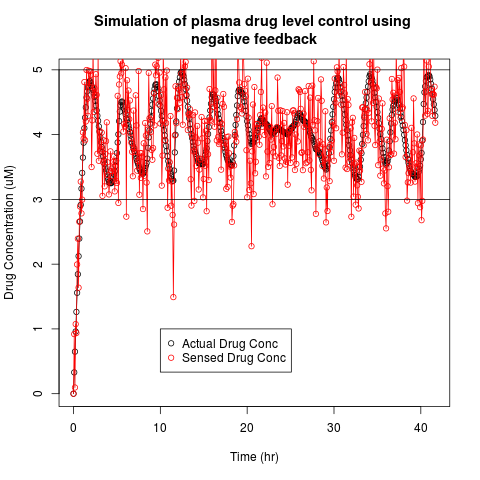 Simulation of plasma drug level control using
negative feedback
Drug Concentration (uM)
5
4
3
2
1
0
Actual Drug Conc
Sensed Drug Conc
0 10 20 30 40
Time (hr)